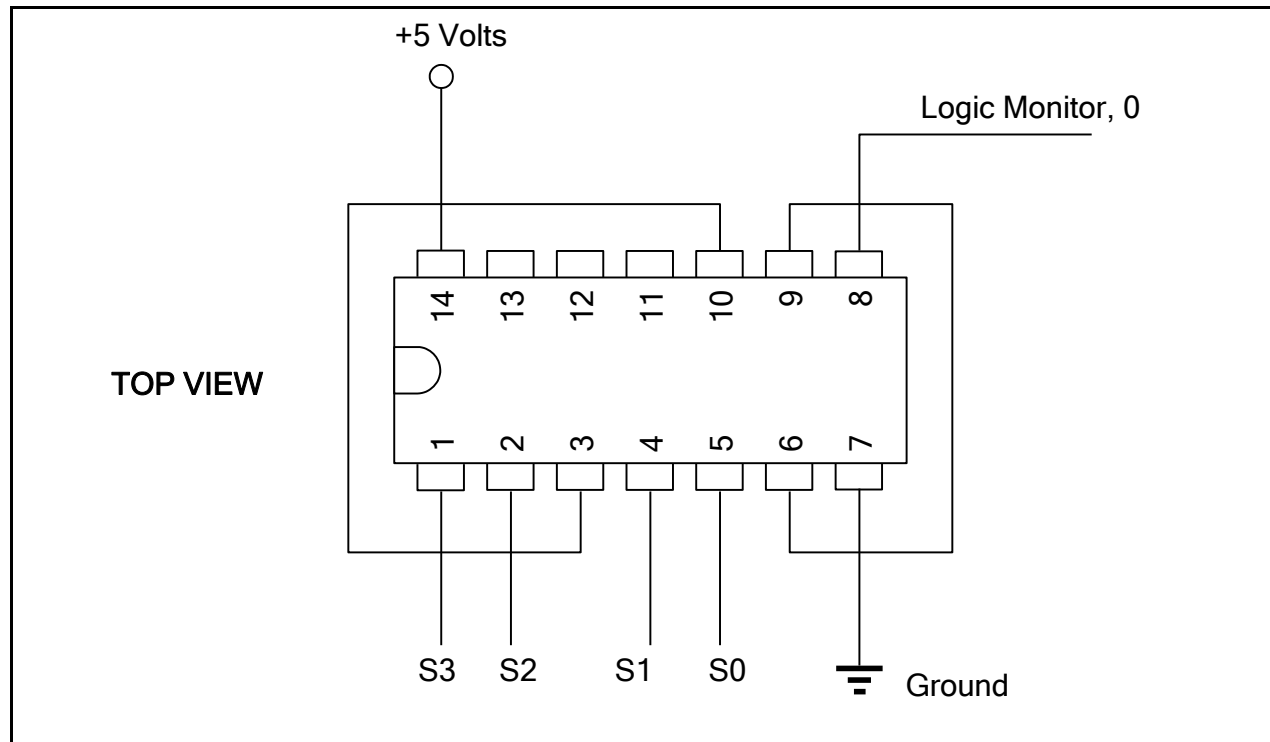 +5 Volts
Logic Monitor, 0
14 13 12 11 10 9 8
TOP VIEW
1 2 3 4 5 6 7
S3 S2 S1 S0 Ground